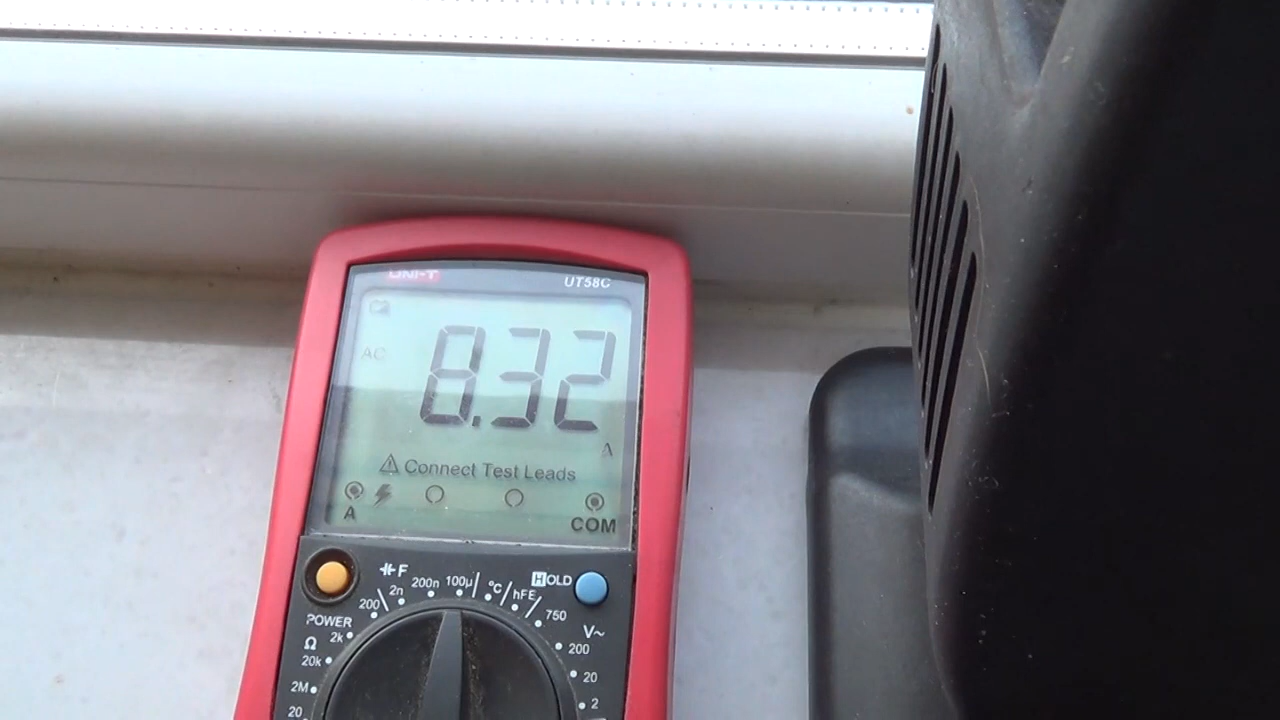 UNI-T UT58C
AC
8.32
A
⚠ Connect Test Leads
A COM
F HOLD
200 2n 200n 100µ °C hFE 750
POWER
Ω 2k V~
20k 200
2M 20
20 2